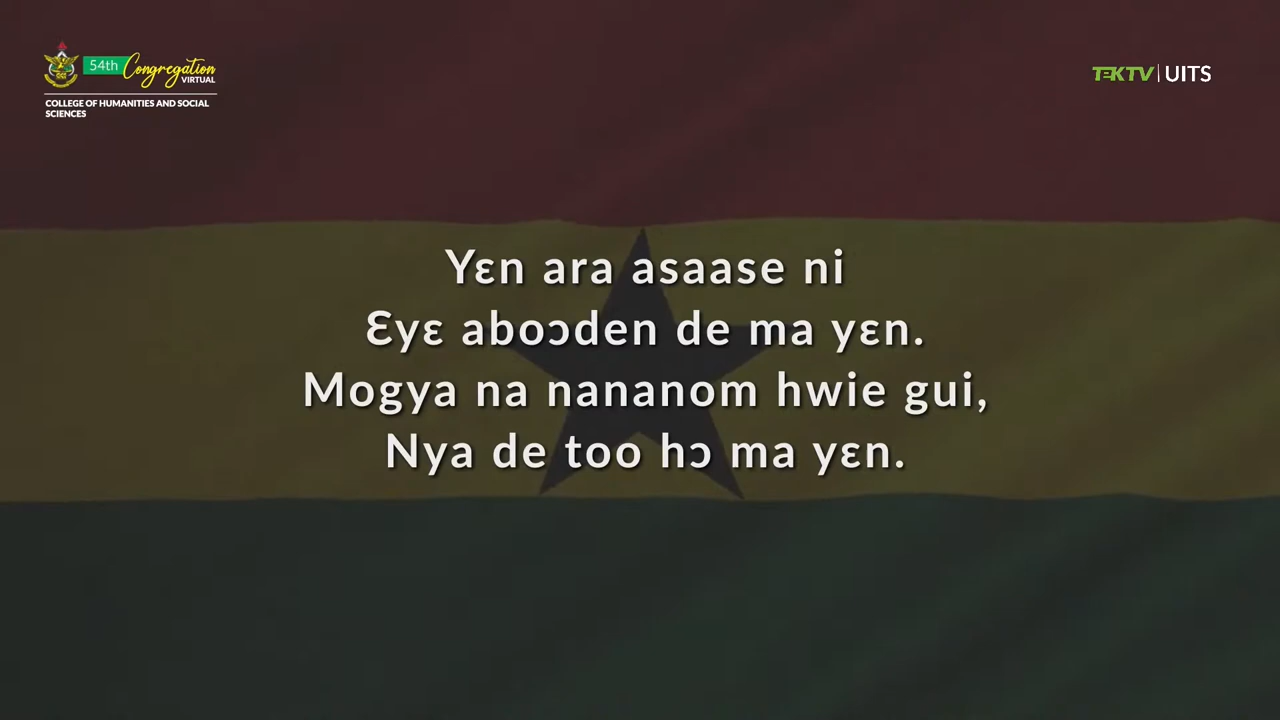 54th Congregation
VIRTUAL
COLLEGE OF HUMANITIES AND SOCIAL
SCIENCES
TEKTV | UITS
Yɛn ara asaase ni
Ɛyɛ aboɔden de ma yɛn.
Mogya na nananom hwie gui,
Nya de too hɔ ma yɛn.